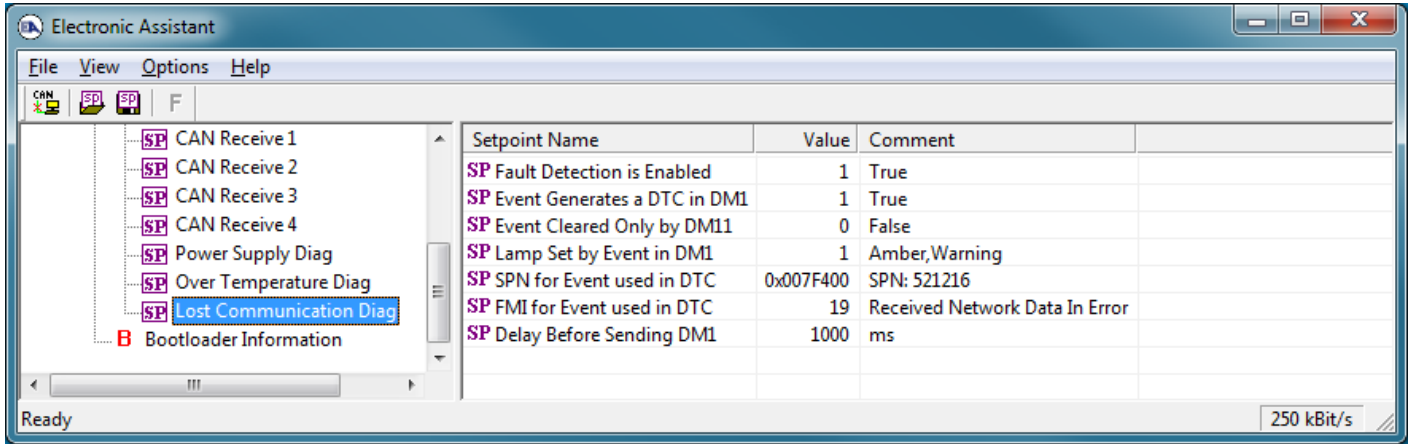 EA Electronic Assistant
File View Options Help
CAN SP SP F
SP CAN Receive 1
SP CAN Receive 2
SP CAN Receive 3
SP CAN Receive 4
SP Power Supply Diag
SP Over Temperature Diag
SP Lost Communication Diag
B Bootloader Information
Setpoint Name Value Comment
SP Fault Detection is Enabled 1 True
SP Event Generates a DTC in DM1 1 True
SP Event Cleared Only by DM11 0 False
SP Lamp Set by Event in DM1 1 Amber,Warning
SP SPN for Event used in DTC 0x007F400 SPN: 521216
SP FMI for Event used in DTC 19 Received Network Data In Error
SP Delay Before Sending DM1 1000 ms
Ready 250 kBit/s